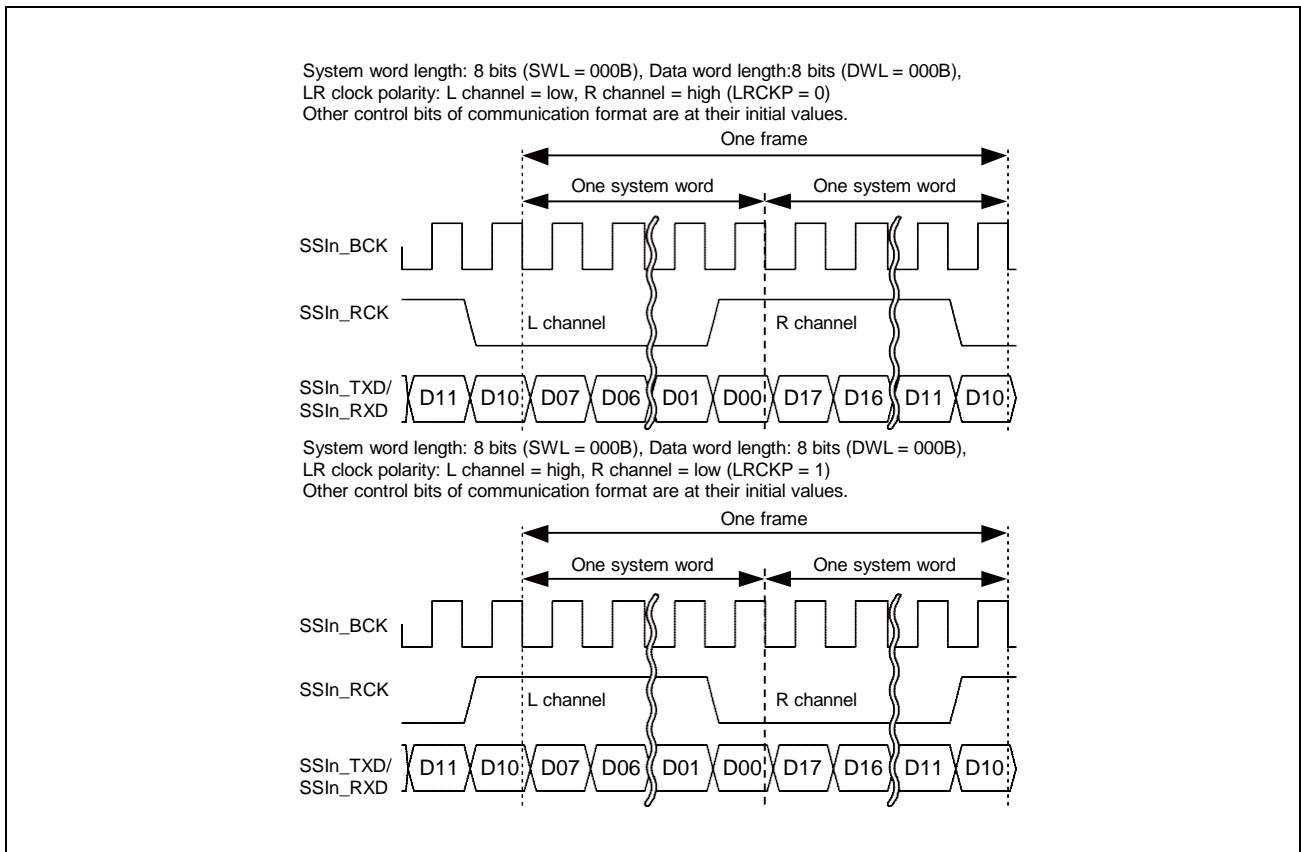 System word length: 8 bits (SWL = 000B), Data word length:8 bits (DWL = 000B),
LR clock polarity: L channel = low, R channel = high (LRCKP = 0)
Other control bits of communication format are at their initial values.
One frame
One system word One system word
SSIn_BCK
SSIn_RCK
L channel R channel
SSIn_TXD/
SSIn_RXD
D11 D10 D07 D06 D01 D00 D17 D16 D11 D10
System word length: 8 bits (SWL = 000B), Data word length: 8 bits (DWL = 000B),
LR clock polarity: L channel = high, R channel = low (LRCKP = 1)
Other control bits of communication format are at their initial values.
One frame
One system word One system word
SSIn_BCK
SSIn_RCK
L channel R channel
SSIn_TXD/
SSIn_RXD
D11 D10 D07 D06 D01 D00 D17 D16 D11 D10